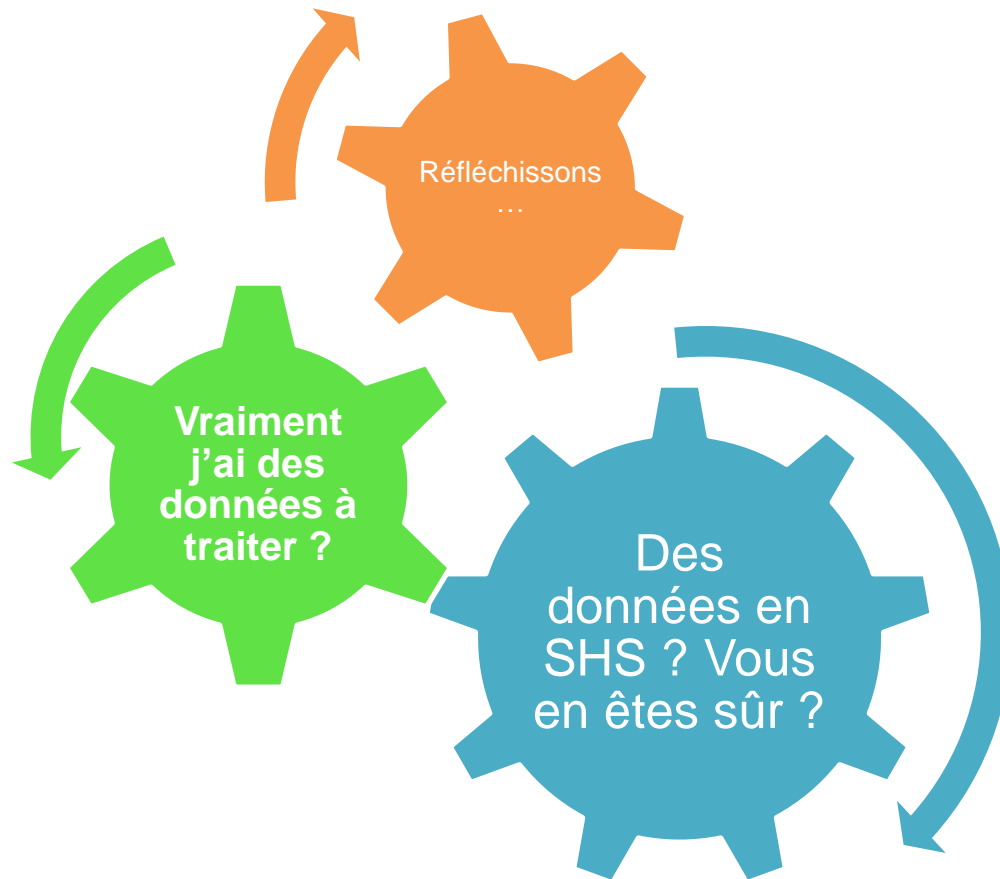 Réfléchissons
…
Vraiment
j’ai des
données à
traiter ?
Des
données en
SHS ? Vous
en êtes sûr ?